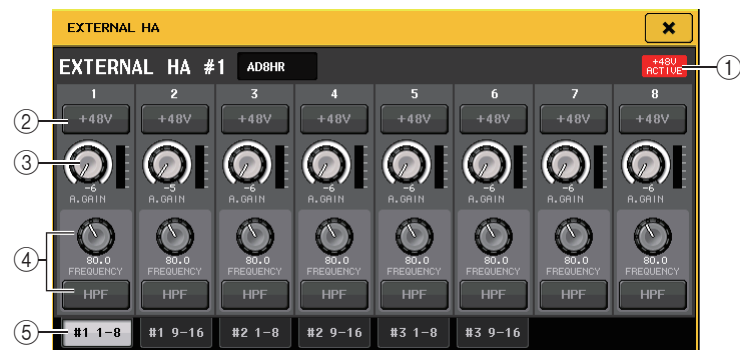 EXTERNAL HA
EXTERNAL HA #1 AD8HR +48V ACTIVE ①
1 2 3 4 5 6 7 8
② +48V +48V +48V +48V +48V +48V +48V +48V
③ -6 -5 -6 -6 -6 -6 -6 -6
A.GAIN A.GAIN A.GAIN A.GAIN A.GAIN A.GAIN A.GAIN A.GAIN
④ 80.0 80.0 80.0 80.0 80.0 80.0 80.0 80.0
FREQUENCY FREQUENCY FREQUENCY FREQUENCY FREQUENCY FREQUENCY FREQUENCY FREQUENCY
HPF HPF HPF HPF HPF HPF HPF HPF
⑤ #1 1-8 #1 9-16 #2 1-8 #2 9-16 #3 1-8 #3 9-16